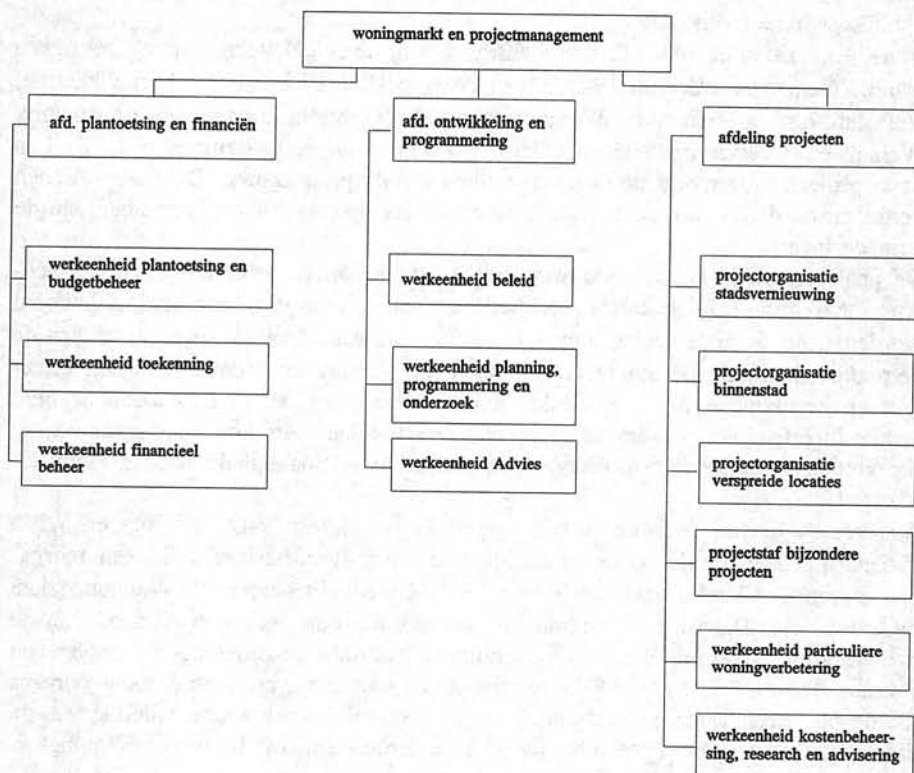 woningmarkt en projectmanagement
afd. plantoetsing en financiën
afd. ontwikkeling en
programmering
afdeling projecten
werkeenheid plantoetsing en
budgetbeheer
werkeenheid beleid
projectorganisatie
stadsvernieuwing
werkeenheid toekenning
werkeenheid planning,
programmering en
onderzoek
projectorganisatie
binnenstad
werkeenheid financieel
beheer
werkeenheid Advies
projectorganisatie
verspreide locaties
projectstaf bijzondere
projecten
werkeenheid particuliere
woningverbetering
werkeenheid kostenbeheer-
sing, research en advisering